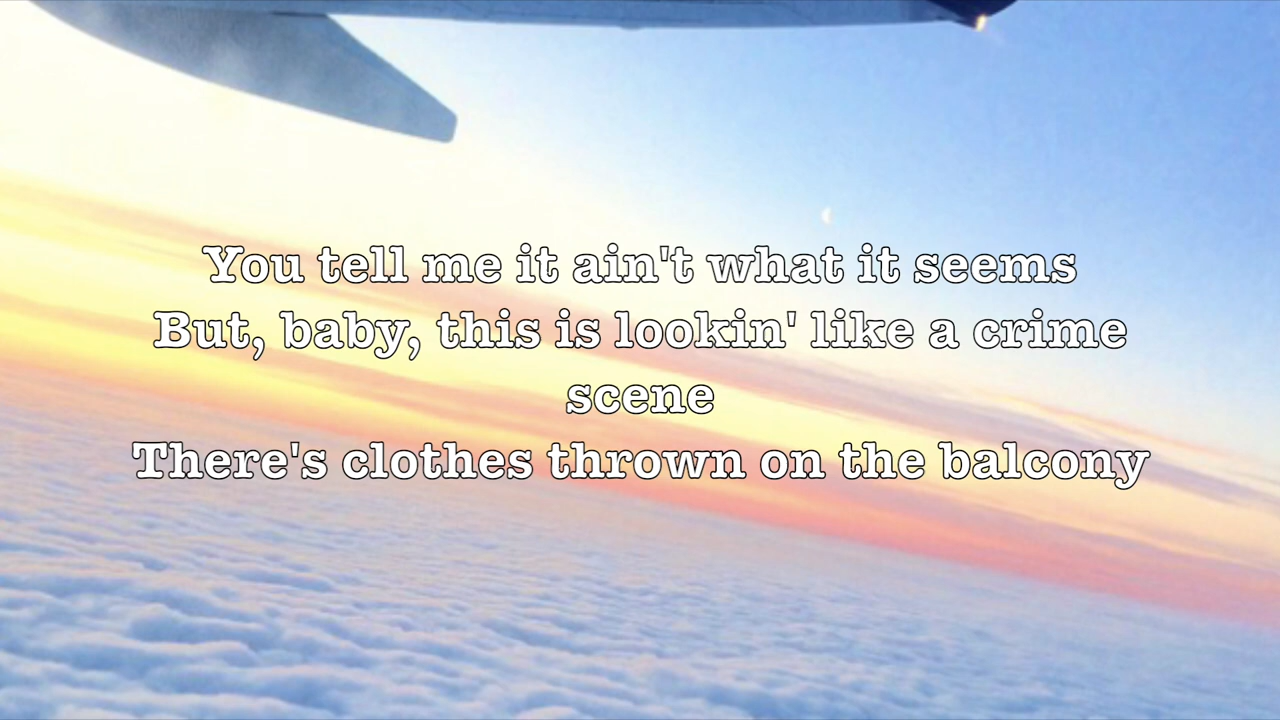 You tell me it ain't what it seems
But, baby, this is lookin' like a crime
scene
There's clothes thrown on the balcony